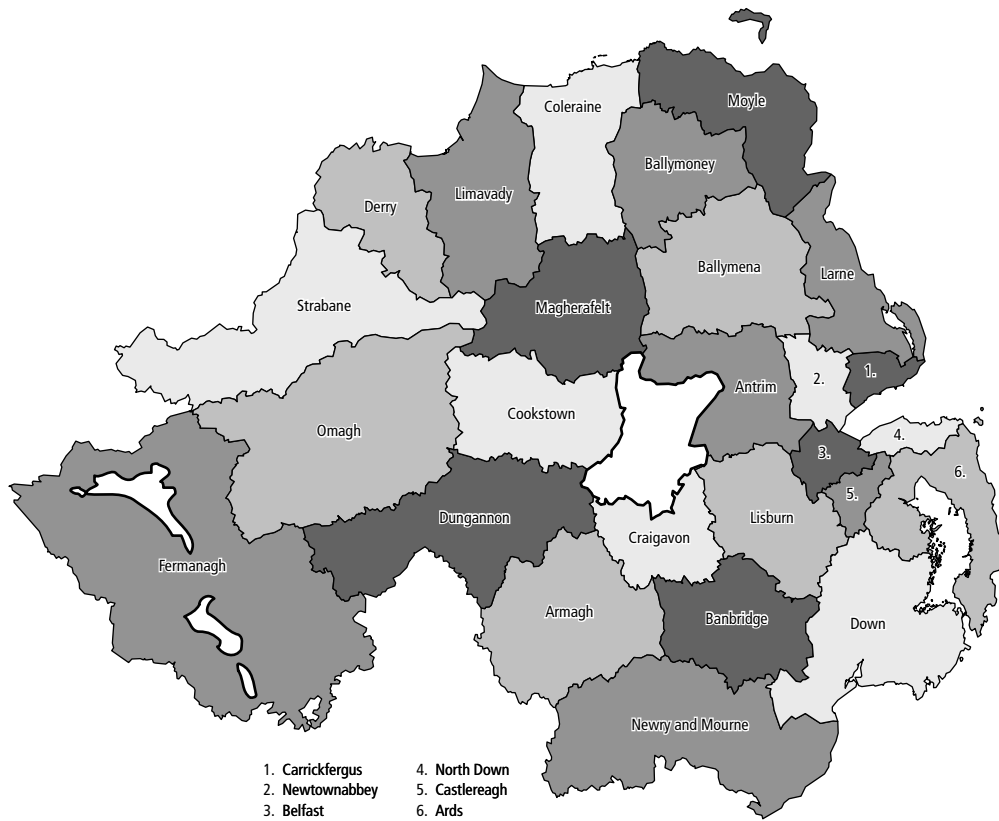 Moyle
Coleraine
Ballymoney
Limavady
Derry
Ballymena
Larne
Strabane
Magherafelt
1.
2.
Antrim
Cookstown
Omagh
4.
3.
6.
5.
Dungannon
Lisburn
Craigavon
Fermanagh
Armagh
Banbridge
Down
Newry and Mourne
1. Carrickfergus
2. Newtownabbey
3. Belfast
4. North Down
5. Castlereagh
6. Ards